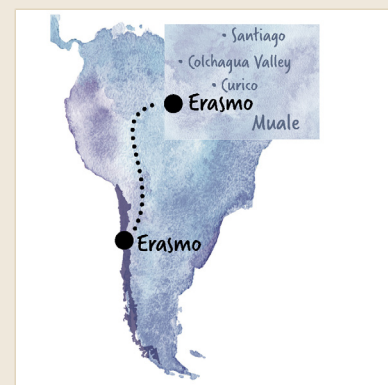 • Santiago
• Colchagua Valley
• Curico
Erasmo
Muale
Erasmo